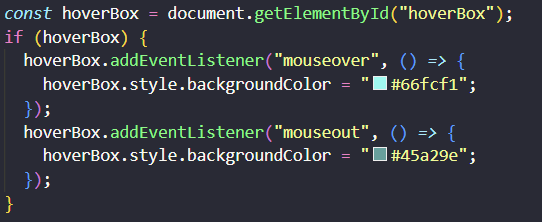 const hoverBox = document.getElementById("hoverBox");
if (hoverBox) {
  hoverBox.addEventListener("mouseover", () => {
    hoverBox.style.backgroundColor = "#66fcf1";
  });
  hoverBox.addEventListener("mouseout", () => {
    hoverBox.style.backgroundColor = "#45a29e";
  });
}